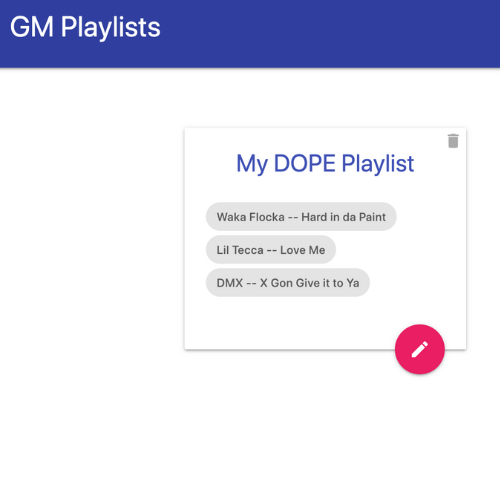 GM Playlists
My DOPE Playlist
Waka Flocka -- Hard in da Paint
Lil Tecca -- Love Me
DMX -- X Gon Give it to Ya